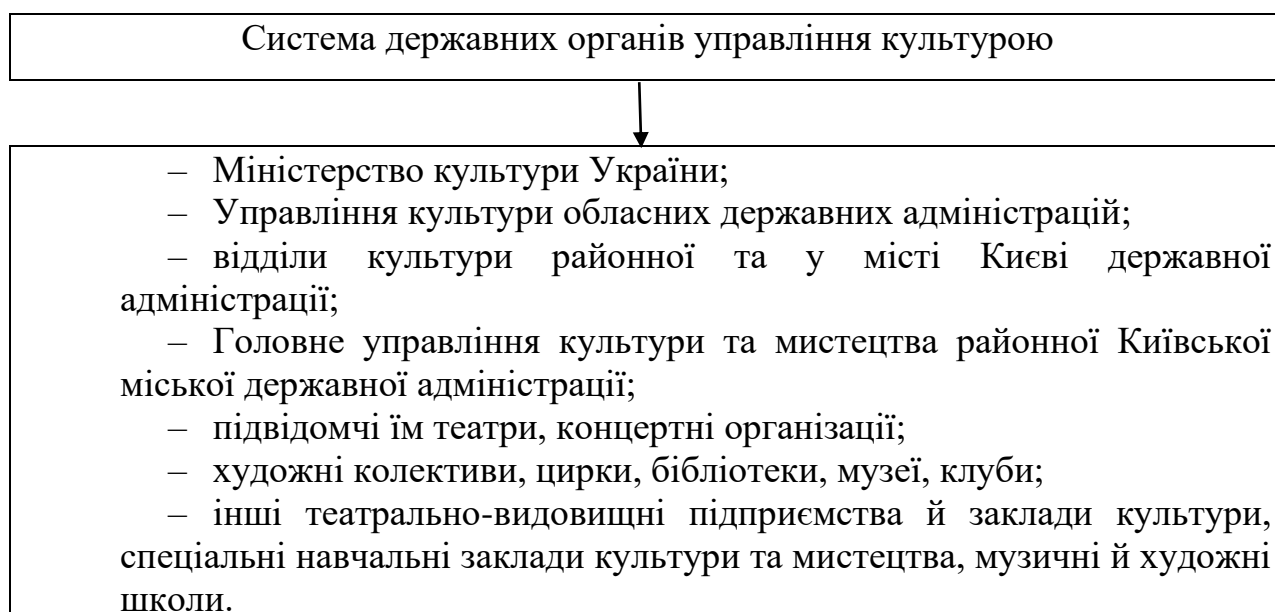 Система державних органів управління культурою
– Міністерство культури України;
– Управління культури обласних державних адміністрацій;
– відділи культури районної та у місті Києві державної
адміністрації;
– Головне управління культури та мистецтва районної Київської
міської державної адміністрації;
– підвідомчі їм театри, концертні організації;
– художні колективи, цирки, бібліотеки, музеї, клуби;
– інші театрально-видовищні підприємства й заклади культури,
спеціальні навчальні заклади культури та мистецтва, музичні й художні
школи.